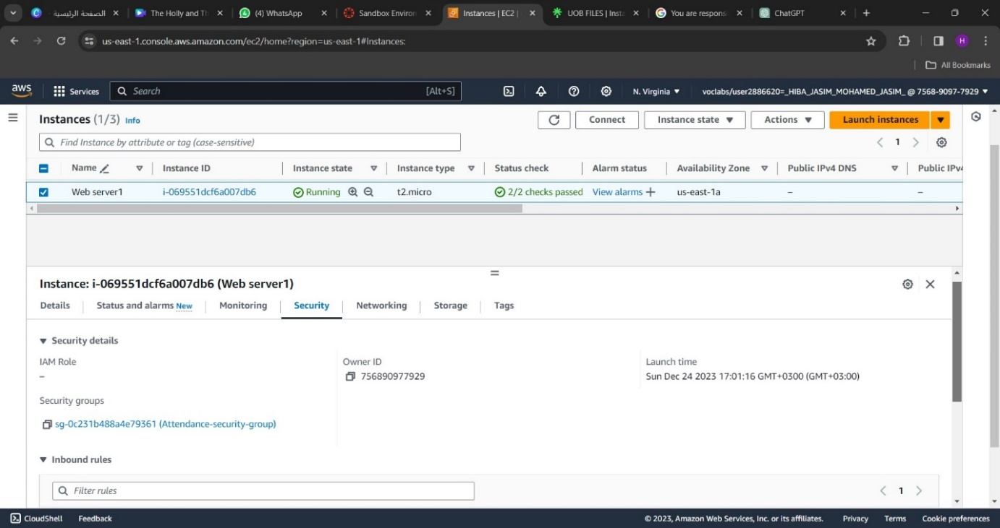 الصفحة الرئيسية
The Holly and Th
(4) WhatsApp
Sandbox Environ
Instances | EC2 |
UOB FILES | Insta
You are responsi
ChatGPT
us-east-1.console.aws.amazon.com/ec2/home?region=us-east-1#Instances:
H
All Bookmarks
aws Services Search [Alt+S] N. Virginia voclabs/user2886620=_HIBA_JASIM_MOHAMED_JASIM_ @ 7568-9097-7929
Instances (1/3) Info Connect Instance state Actions Launch instances
Find Instance by attribute or tag (case-sensitive) 1
Name Instance ID Instance state Instance type Status check Alarm status Availability Zone Public IPv4 DNS Public IPv4
Web server1 i-069551dcf6a007db6 Running t2.micro 2/2 checks passed View alarms + us-east-1a – –
Instance: i-069551dcf6a007db6 (Web server1)
Details Status and alarms New Monitoring Security Networking Storage Tags
Security details
IAM Role Owner ID Launch time
– 756890977929 Sun Dec 24 2023 17:01:16 GMT+0300 (GMT+03:00)
Security groups
sg-0c231b488a4e79361 (Attendance-security-group)
Inbound rules
Filter rules 1
CloudShell Feedback © 2023, Amazon Web Services, Inc. or its affiliates. Privacy Terms Cookie preferences